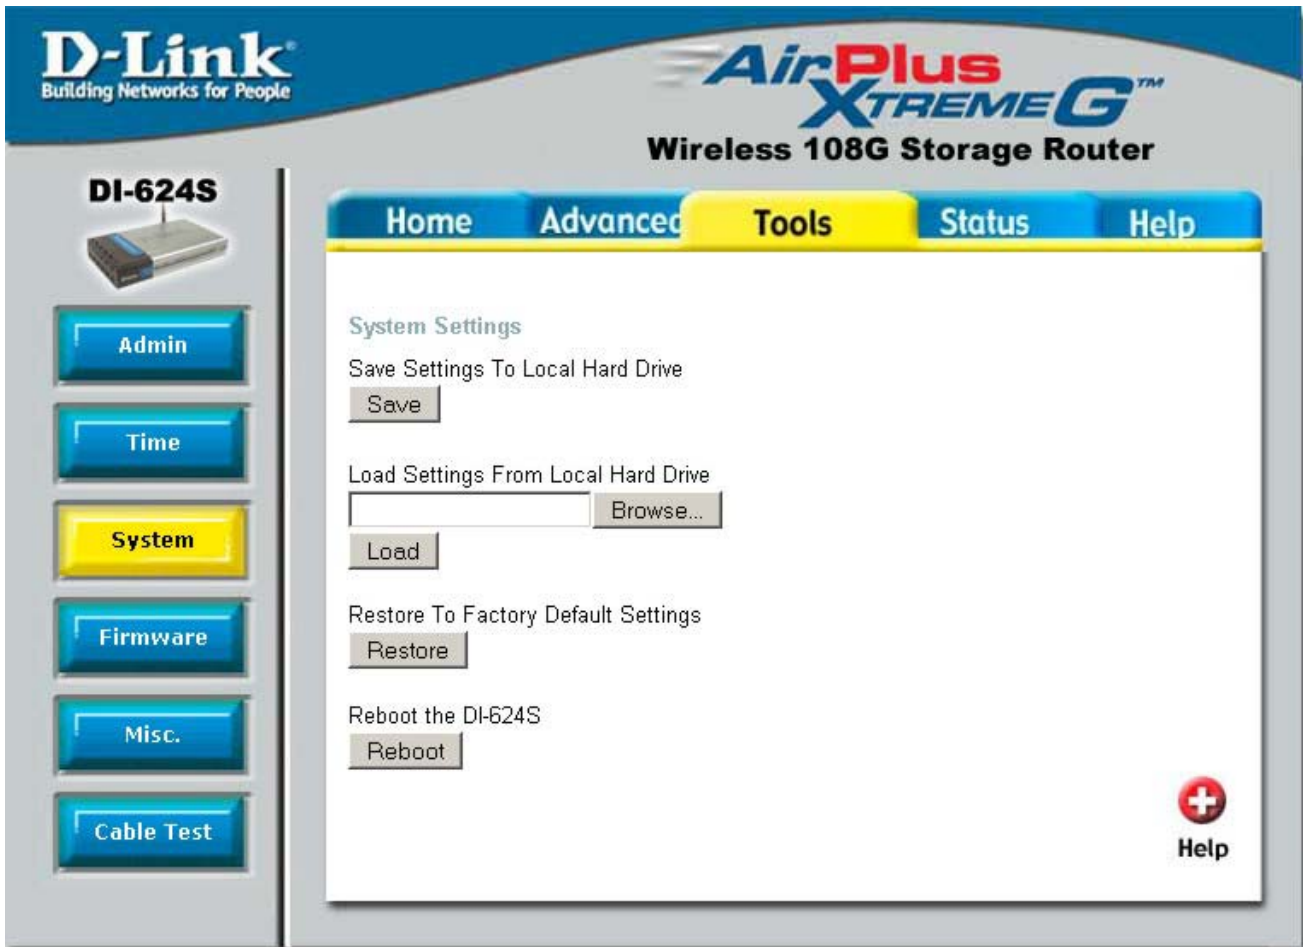 D-Link
Building Networks for People
AirPlus
XTREME G™
Wireless 108G Storage Router
DI-624S
Home
Advanced
Tools
Status
Help
Admin
Time
System
Firmware
Misc.
Cable Test
System Settings
Save Settings To Local Hard Drive
Save
Load Settings From Local Hard Drive
Browse...
Load
Restore To Factory Default Settings
Restore
Reboot the DI-624S
Reboot
Help